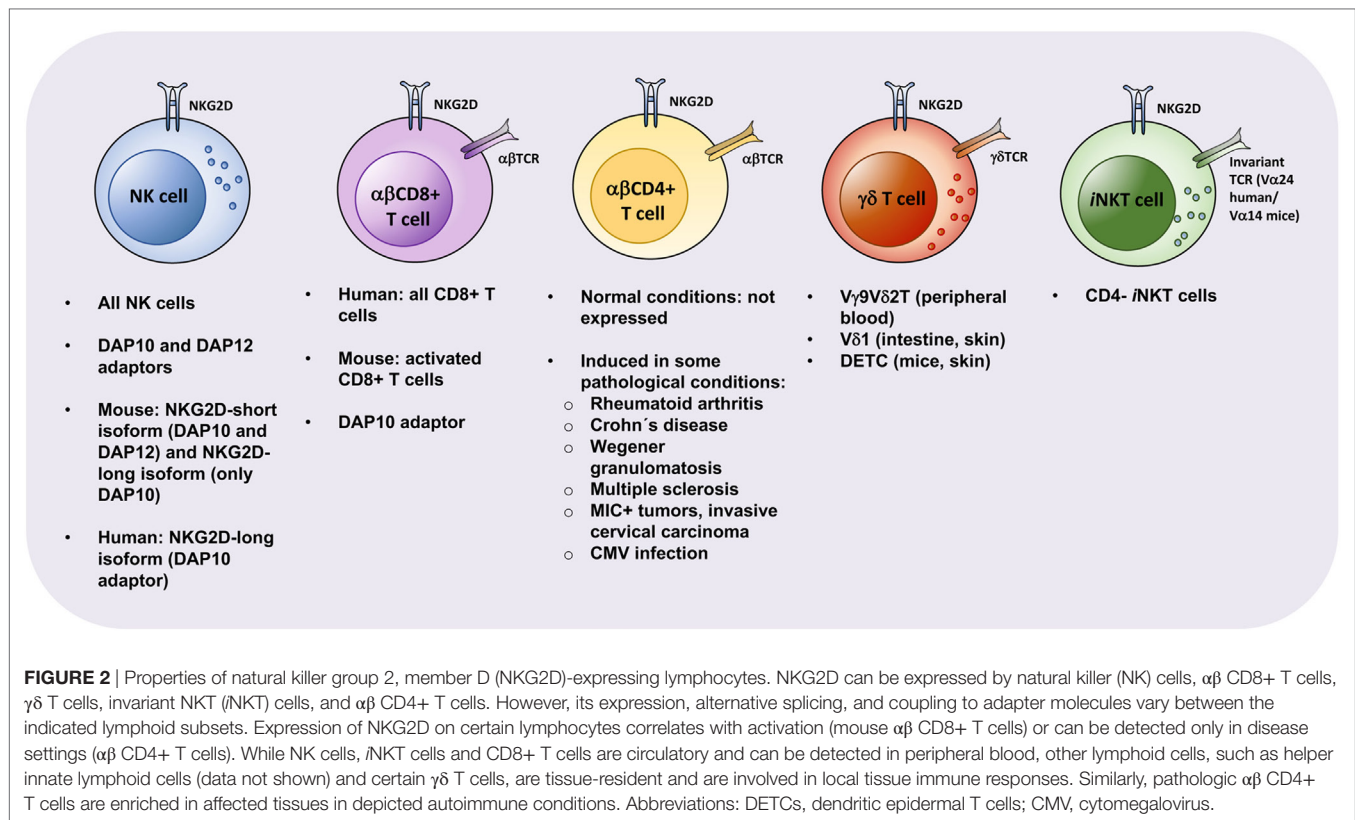 NKG2D
NK cell
NKG2D
αβTCR
αβCD8+
T cell
NKG2D
αβTCR
αβCD4+
T cell
NKG2D
γδTCR
γδ T cell
NKG2D
Invariant
TCR (Vα24
human/
Vα14 mice)
iNKT cell
• All NK cells
• DAP10 and DAP12
adaptors
• Mouse: NKG2D-short
isoform (DAP10 and
DAP12) and NKG2D-
long isoform (only
DAP10)
• Human: NKG2D-long
isoform (DAP10
adaptor)
• Human: all CD8+ T
cells
• Mouse: activated
CD8+ T cells
• DAP10 adaptor
• Normal conditions: not
expressed
• Induced in some
pathological conditions:
o Rheumatoid arthritis
o Crohn´s disease
o Wegener
granulomatosis
o Multiple sclerosis
o MIC+ tumors, invasive
cervical carcinoma
o CMV infection
• Vγ9Vδ2T (peripheral
blood)
• Vδ1 (intestine, skin)
• DETC (mice, skin)
• CD4- iNKT cells
FIGURE 2 | Properties of natural killer group 2, member D (NKG2D)-expressing lymphocytes. NKG2D can be expressed by natural killer (NK) cells, αβ CD8+ T cells,
γδ T cells, invariant NKT (iNKT) cells, and αβ CD4+ T cells. However, its expression, alternative splicing, and coupling to adapter molecules vary between the
indicated lymphoid subsets. Expression of NKG2D on certain lymphocytes correlates with activation (mouse αβ CD8+ T cells) or can be detected only in disease
settings (αβ CD4+ T cells). While NK cells, iNKT cells and CD8+ T cells are circulatory and can be detected in peripheral blood, other lymphoid cells, such as helper
innate lymphoid cells (data not shown) and certain γδ T cells, are tissue-resident and are involved in local tissue immune responses. Similarly, pathologic αβ CD4+
T cells are enriched in affected tissues in depicted autoimmune conditions. Abbreviations: DETCs, dendritic epidermal T cells; CMV, cytomegalovirus.